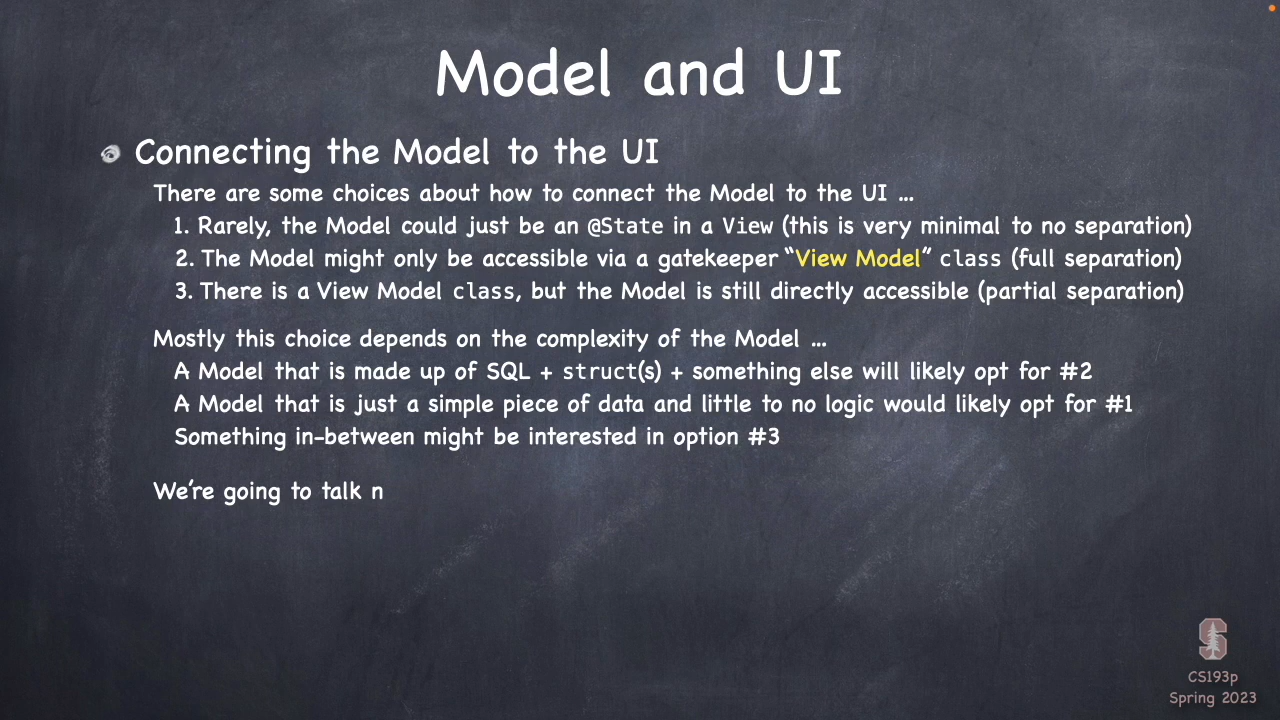 Model and UI
Connecting the Model to the UI
There are some choices about how to connect the Model to the UI …
1. Rarely, the Model could just be an @State in a View (this is very minimal to no separation)
2. The Model might only be accessible via a gatekeeper “View Model” class (full separation)
3. There is a View Model class, but the Model is still directly accessible (partial separation)
Mostly this choice depends on the complexity of the Model …
A Model that is made up of SQL + struct(s) + something else will likely opt for #2
A Model that is just a simple piece of data and little to no logic would likely opt for #1
Something in-between might be interested in option #3
We’re going to talk n
S
CS193p
Spring 2023